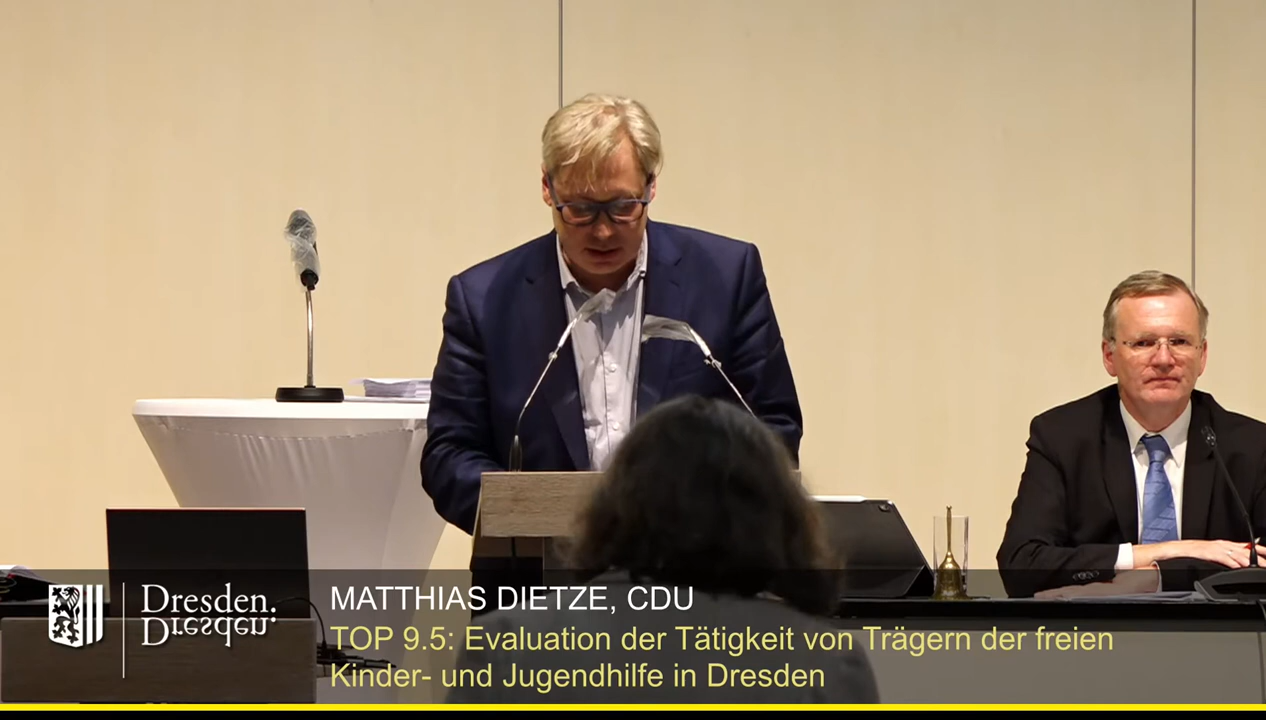 Dresden.
Dresden.
MATTHIAS DIETZE, CDU
TOP 9.5: Evaluation der Tätigkeit von Trägern der freien
Kinder- und Jugendhilfe in Dresden